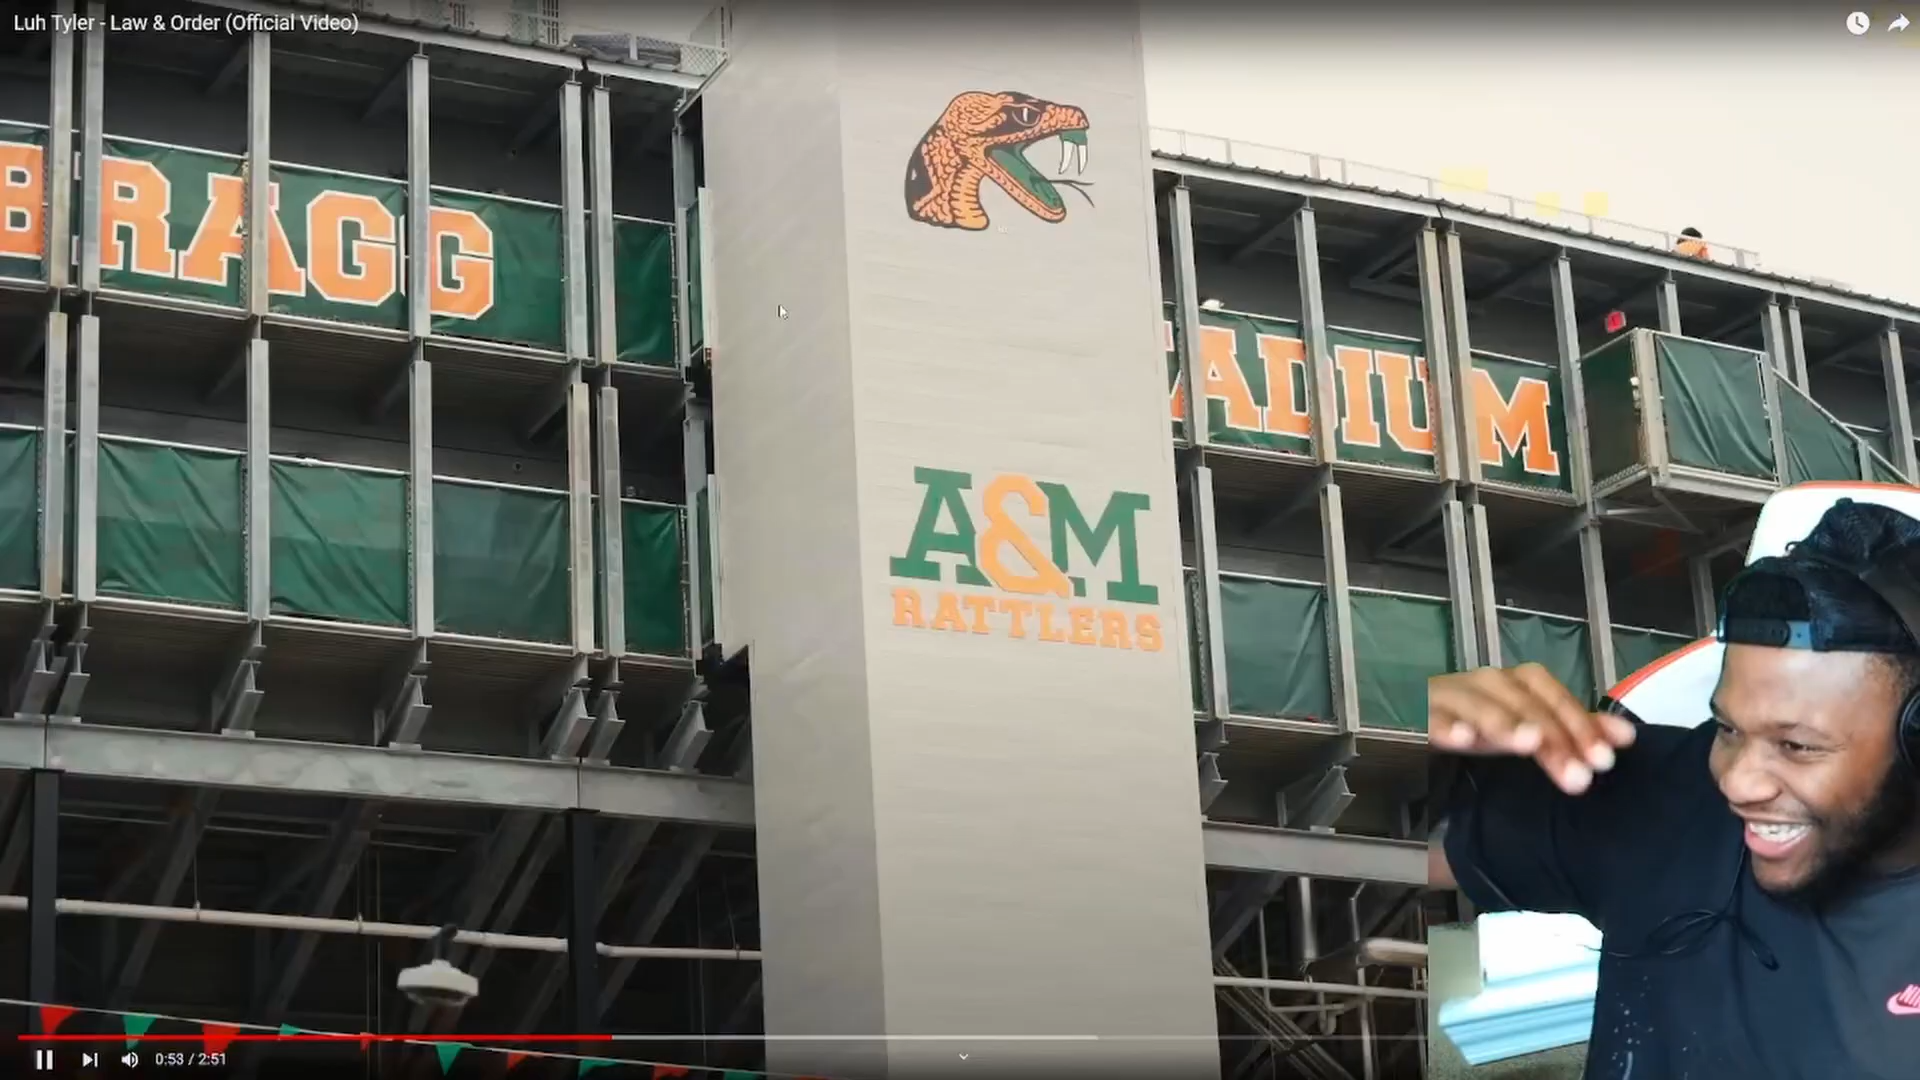 Luh Tyler - Law & Order (Official Video)
BRAGG
ADIUM
A&M
RATTLERS
0:53 / 2:51